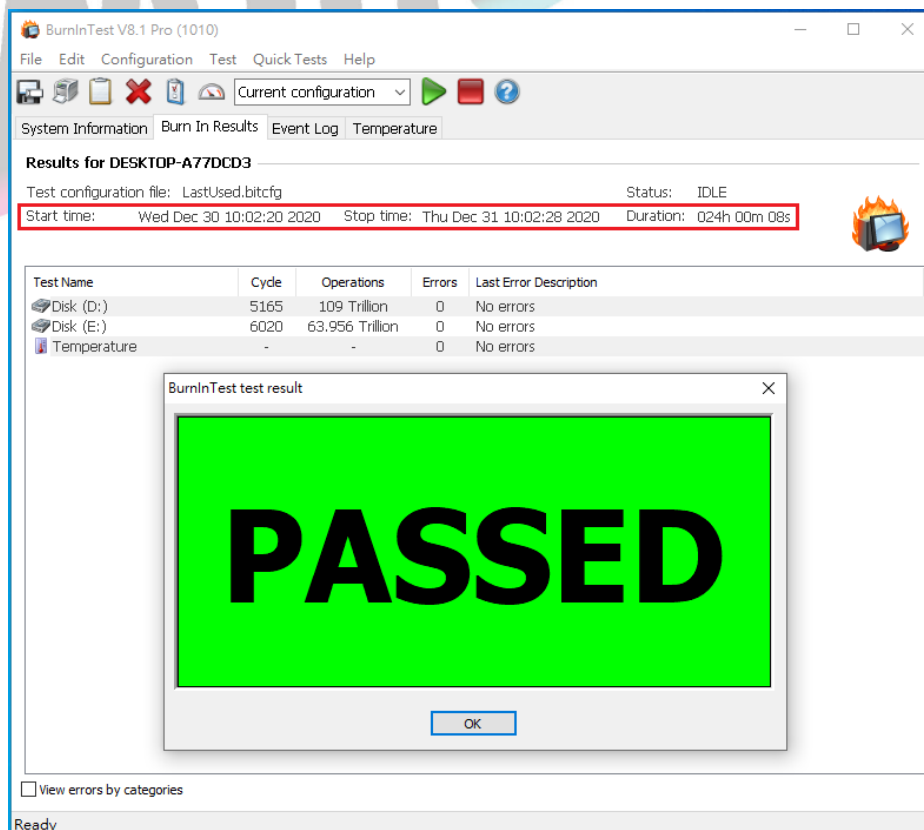 BurnInTest V8.1 Pro (1010)
File Edit Configuration Test Quick Tests Help
Current configuration
System Information Burn In Results Event Log Temperature
Results for DESKTOP-A77DCD3
Test configuration file: LastUsed.bitcfg Status: IDLE
Start time: Wed Dec 30 10:02:20 2020 Stop time: Thu Dec 31 10:02:28 2020 Duration: 024h 00m 08s
Test Name Cycle Operations Errors Last Error Description
Disk (D:) 5165 109 Trillion 0 No errors
Disk (E:) 6020 63.956 Trillion 0 No errors
Temperature - - 0 No errors
BurnInTest test result
PASSED
OK
View errors by categories
Ready